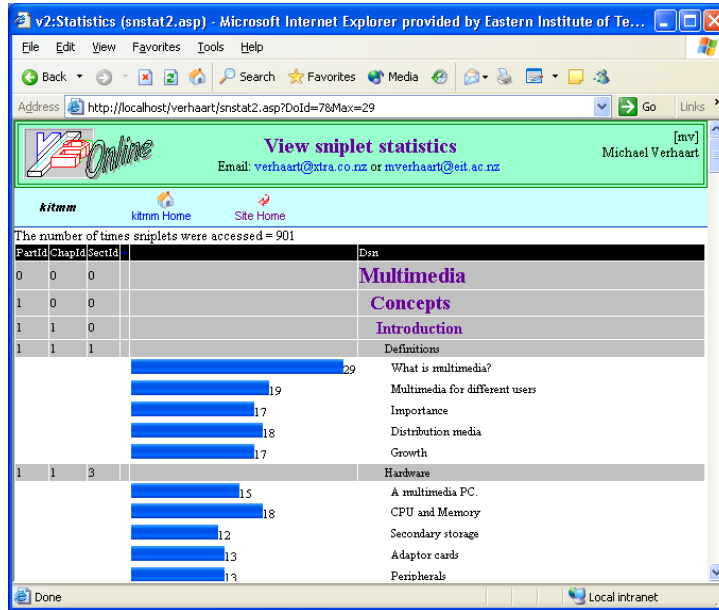 v2:Statistics (snstat2.asp) - Microsoft Internet Explorer provided by Eastern Institute of Te...
File Edit View Favorites Tools Help
Back Search Favorites Media
Address http://localhost/verhaart/snstat2.asp?DoId=7&Max=29 Go Links
Online View sniplet statistics [mv]
Email: verhaart@xtra.co.nz or mverhaart@eit.ac.nz Michael Verhaart
kitmm kitmm Home Site Home
The number of times sniplets were accessed = 901
PartId ChapId SectId Dsn
0 0 0 Multimedia
1 0 0 Concepts
1 1 0 Introduction
1 1 1 Definitions
29 What is multimedia?
19 Multimedia for different users
17 Importance
18 Distribution media
17 Growth
1 1 3 Hardware
15 A multimedia PC.
18 CPU and Memory
12 Secondary storage
13 Adaptor cards
13 Peripherals
Done Local intranet